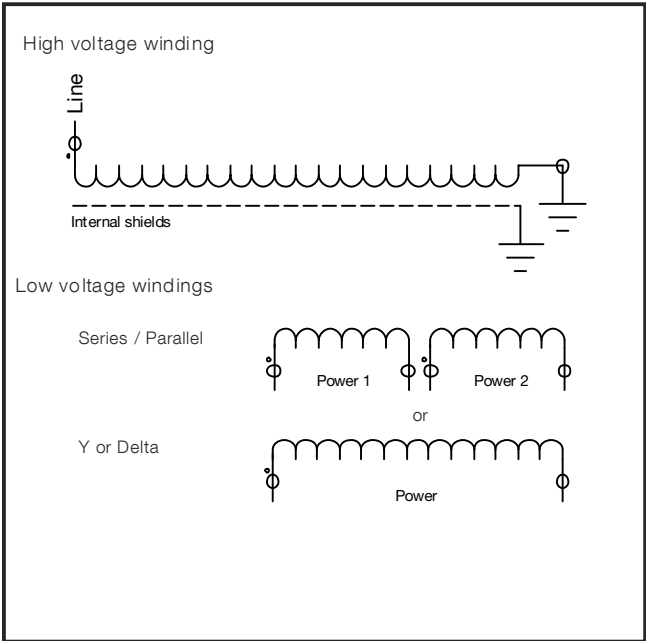 High voltage winding
Line
Internal shields
Low voltage windings
Series / Parallel
Power 1
Power 2
or
Y or Delta
Power